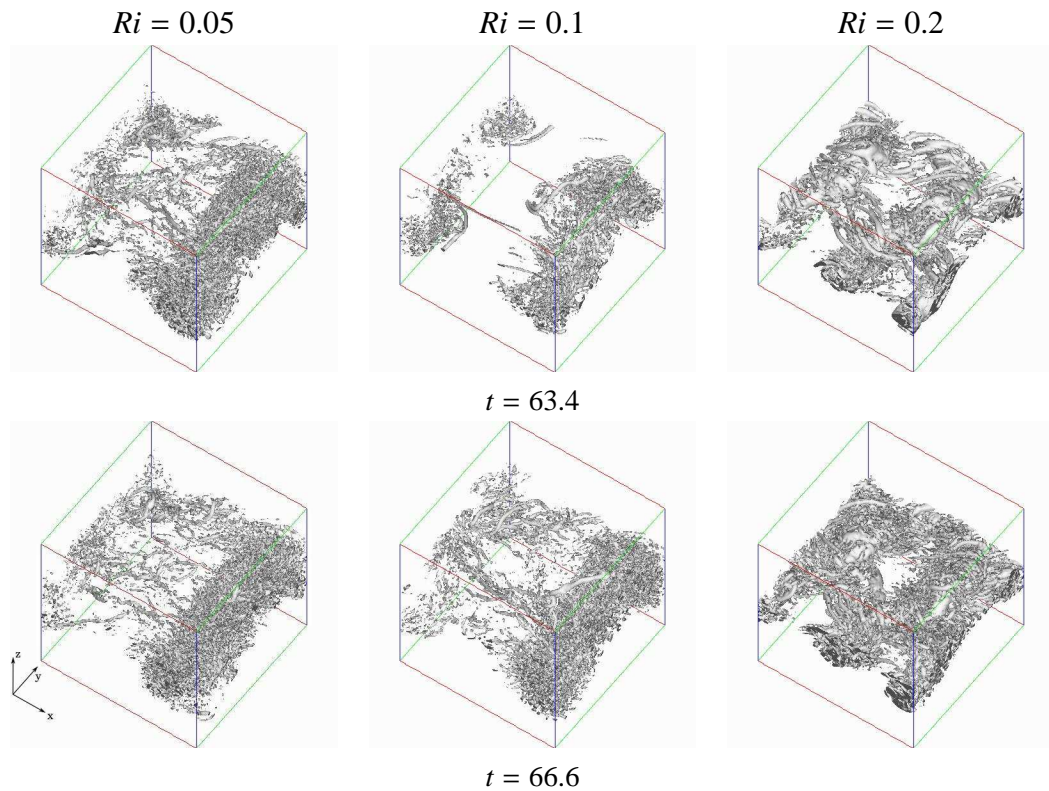 Ri = 0.05 Ri = 0.1 Ri = 0.2
t = 63.4
z
y
x
t = 66.6